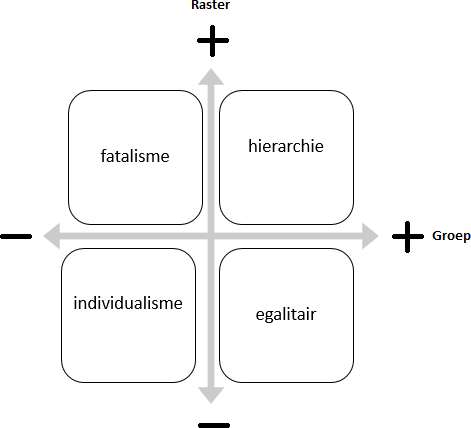 Raster
+
fatalisme
hierarchie
−
+ Groep
individualisme
egalitair
−